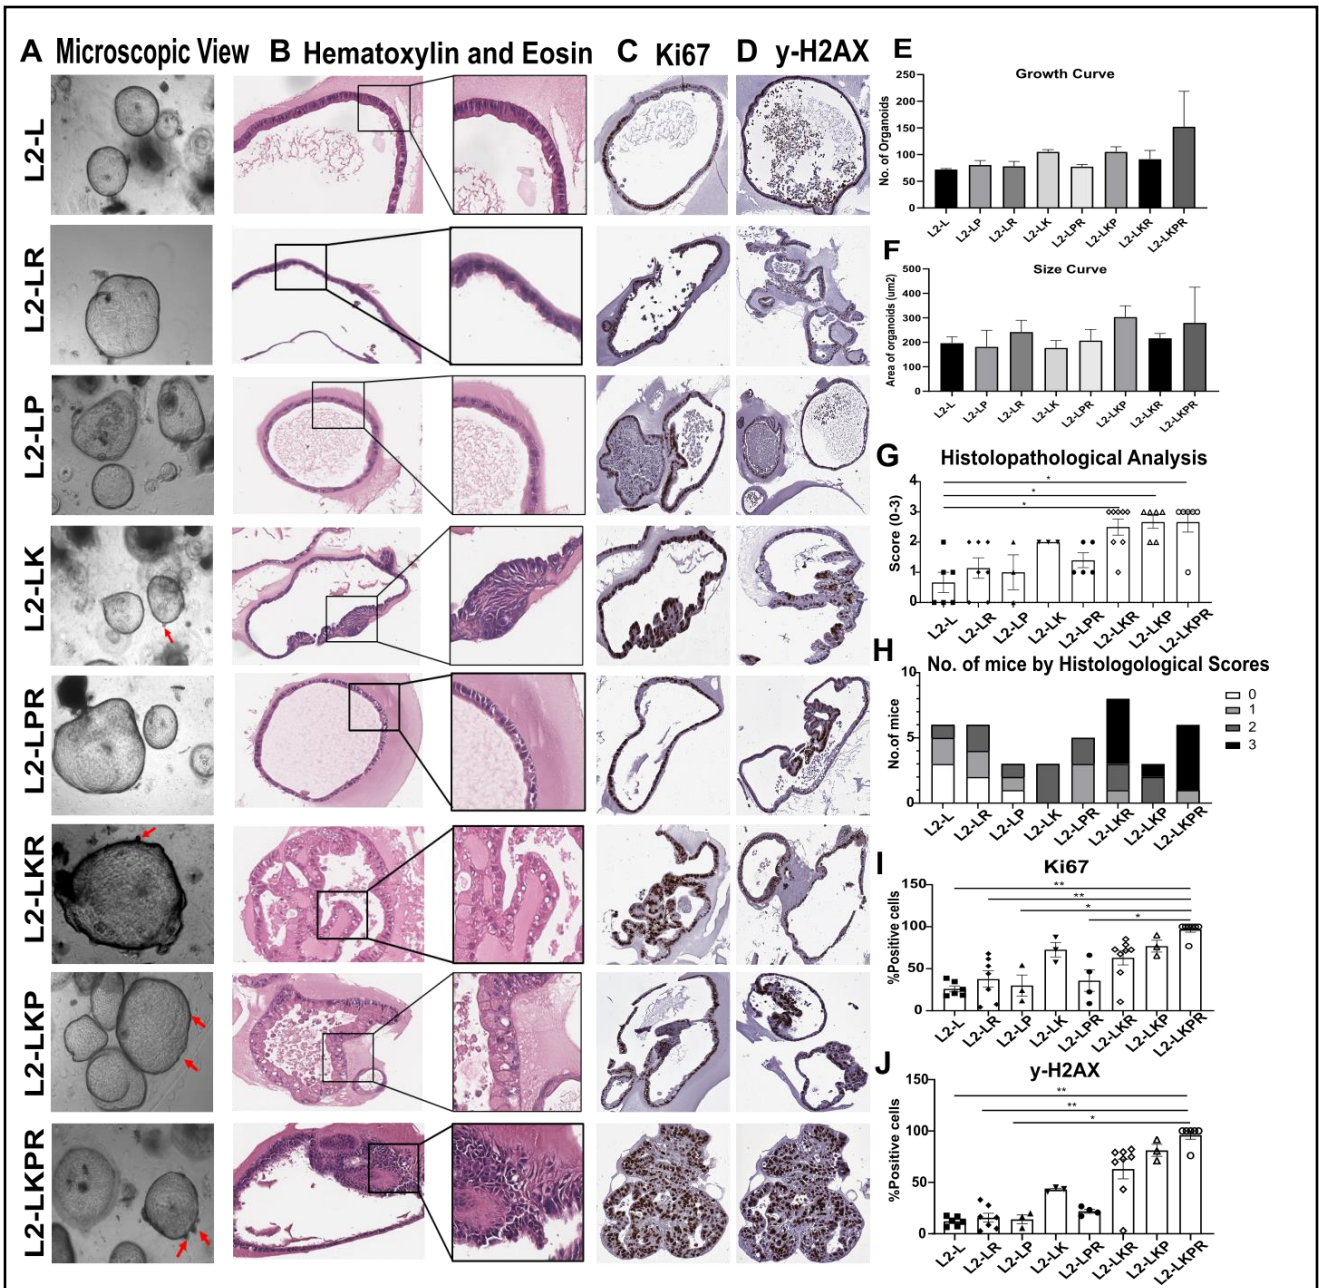 A Microscopic View B Hematoxylin and Eosin C Ki67 D y-H2AX
L2-L
L2-LR
L2-LP
L2-LK
L2-LPR
L2-LKR
L2-LKP
L2-LKPR
E
Growth Curve
No. of Organoids
250
200
150
100
50
0
L2-L L2-LP L2-LR L2-LK L2-LPR L2-LKP L2-LKR L2-LKPR
F
Size Curve
Area of organoids (um2)
500
400
300
200
100
0
L2-L L2-LP L2-LR L2-LK L2-LPR L2-LKP L2-LKR L2-LKPR
G
Histolopathological Analysis
Score (0-3)
4
3
2
1
0
*
*
*
L2-L L2-LR L2-LP L2-LK L2-LPR L2-LKR L2-LKP L2-LKPR
H
No. of mice by Histologological Scores
No.of mice
10
5
0
0
1
2
3
L2-L L2-LR L2-LP L2-LK L2-LPR L2-LKR L2-LKP L2-LKPR
I
Ki67
%Positive cells
150
100
50
0
**
**
*
*
L2-L L2-LR L2-LP L2-LK L2-LPR L2-LKR L2-LKP L2-LKPR
J
y-H2AX
%Positive cells
150
100
50
0
**
**
*
L2-L L2-LR L2-LP L2-LK L2-LPR L2-LKR L2-LKP L2-LKPR